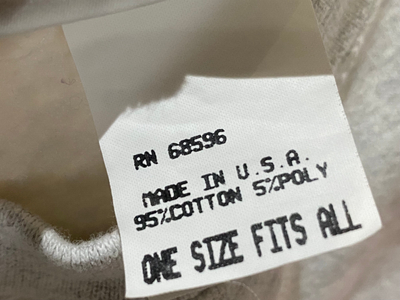 RN 68596
MADE IN U.S.A.
95%COTTON 5%POLY
ONE SIZE FITS ALL